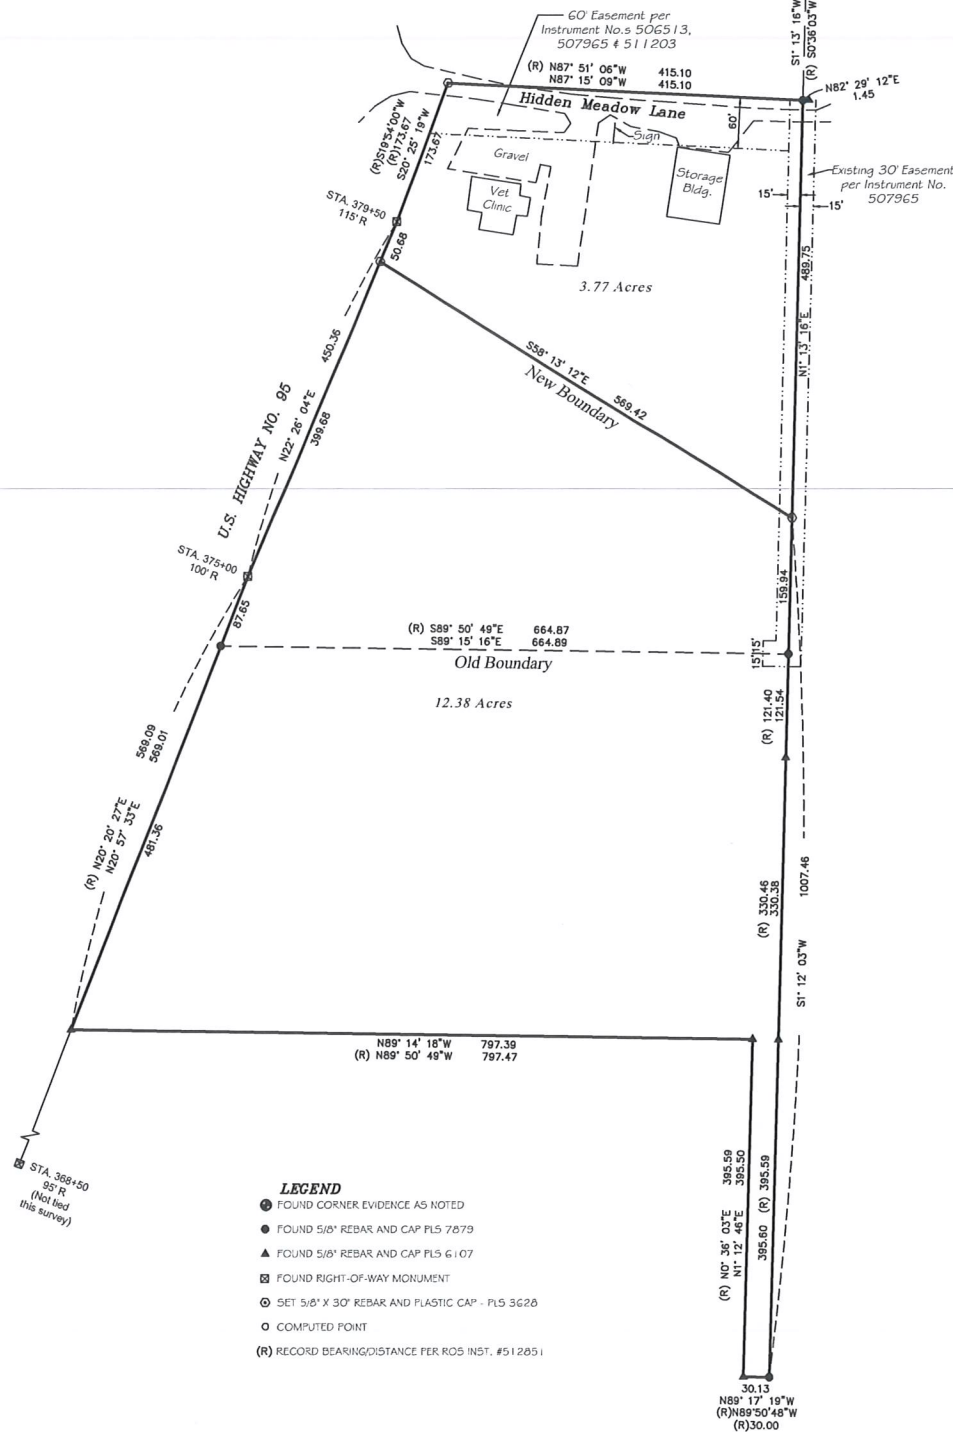 60' Easement per
Instrument No.s 506513,
507965 & 511203
S1° 13' 16"W
(R) S0°36'03"W
(R) N87° 51' 06"W 415.10
N87° 15' 09"W 415.10
N82° 29' 12"E
1.45
Hidden Meadow Lane
60'
(R)S19°54'00"W
(R)173.67
S20° 25' 19"W
173.67
Sign
Gravel
Storage
Bldg.
Vet
Clinic
Existing 30' Easement
per Instrument No.
507965
15'
15'
STA. 379+50
115' R
50.68
489.75
3.77 Acres
N1° 13' 16"E
450.36
S58° 13' 12"E
569.42
New Boundary
U.S. HIGHWAY NO. 95
N22° 26' 04"E
399.68
STA. 375+00
100' R
87.65
159.94
(R) S89° 50' 49"E 664.87
S89° 15' 16"E 664.89
Old Boundary
15'
15'
12.38 Acres
(R) 121.40
121.54
569.09
569.01
(R) N20° 20' 27"E
N20° 57' 33"E
481.36
(R) 330.46
330.38
1007.46
S1° 12' 03"W
N89° 14' 18"W 797.39
(R) N89° 50' 49"W 797.47
STA. 368+50
95' R
(Not tied
this survey)
(R) N0° 36' 03"E 395.59
N1° 12' 46"E 395.50
395.60 (R) 395.59
LEGEND
FOUND CORNER EVIDENCE AS NOTED
FOUND 5/8" REBAR AND CAP PLS 7879
FOUND 5/8" REBAR AND CAP PLS 6107
FOUND RIGHT-OF-WAY MONUMENT
SET 5/8" X 30" REBAR AND PLASTIC CAP - PLS 3628
COMPUTED POINT
(R) RECORD BEARING/DISTANCE PER ROS INST. #512851
30.13
N89° 17' 19"W
(R)N89°50'48"W
(R)30.00